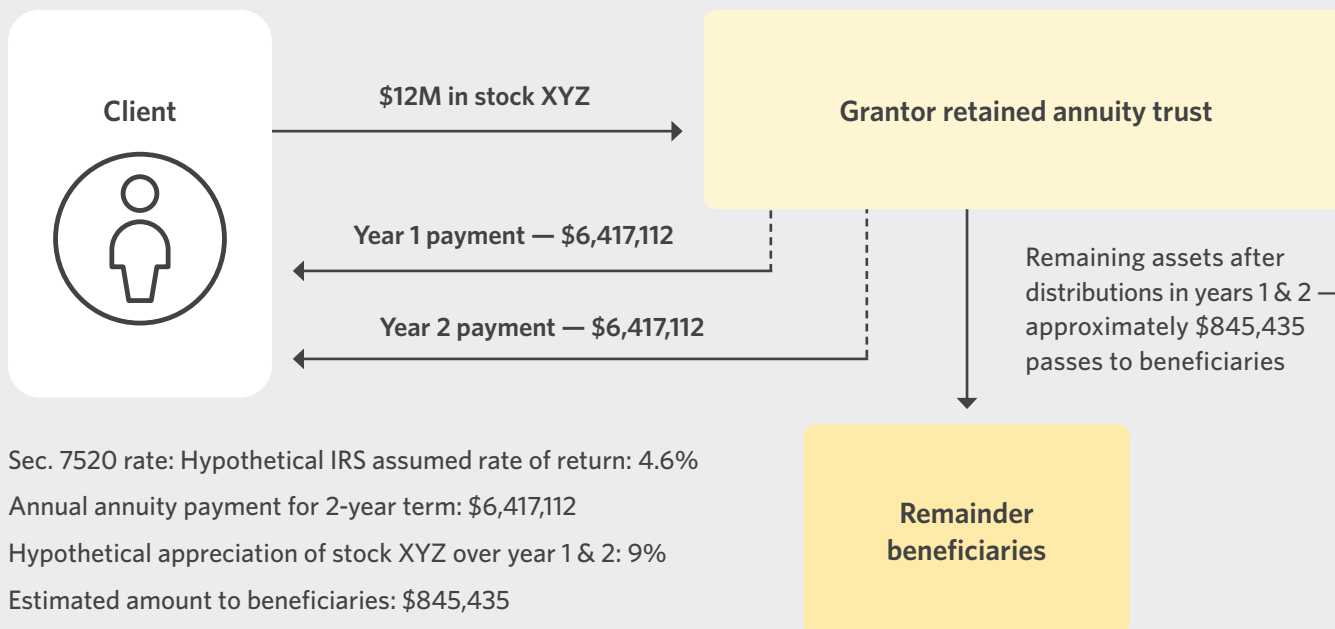 Client
$12M in stock XYZ
Grantor retained annuity trust
Year 1 payment — $6,417,112
Year 2 payment — $6,417,112
Remaining assets after
distributions in years 1 & 2 —
approximately $845,435
passes to beneficiaries
Sec. 7520 rate: Hypothetical IRS assumed rate of return: 4.6%
Annual annuity payment for 2-year term: $6,417,112
Hypothetical appreciation of stock XYZ over year 1 & 2: 9%
Estimated amount to beneficiaries: $845,435
Remainder
beneficiaries